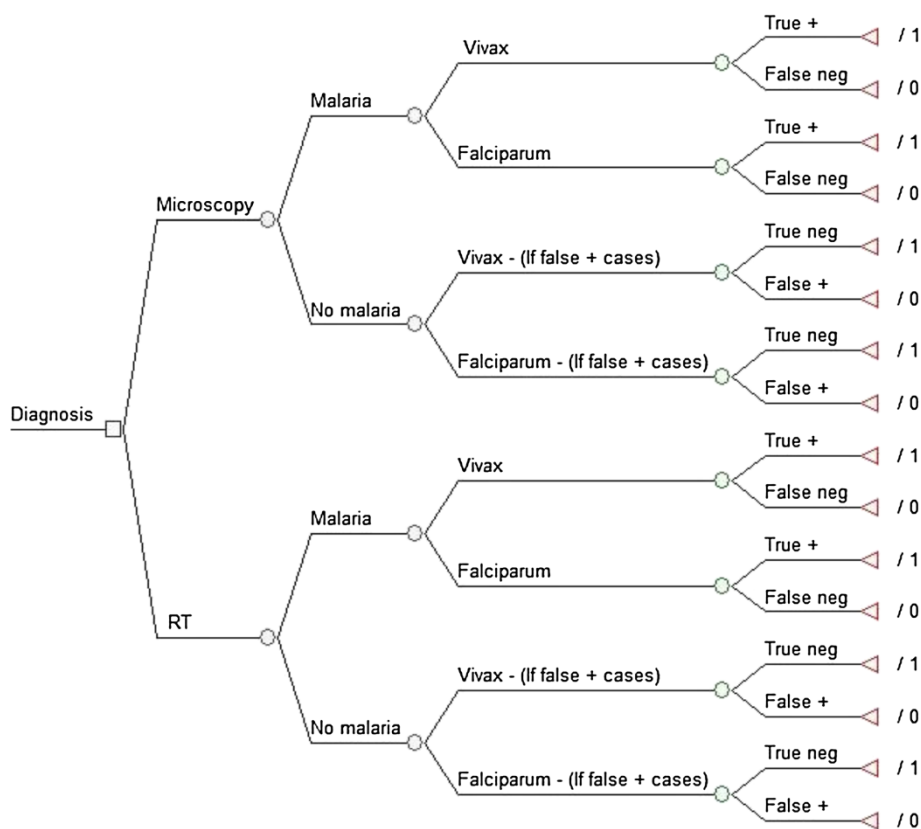 True +
/ 1
Vivax
False neg
/ 0
Malaria
True +
/ 1
Falciparum
False neg
/ 0
Microscopy
True neg
/ 1
Vivax - (If false + cases)
False +
/ 0
No malaria
True neg
/ 1
Falciparum - (If false + cases)
False +
/ 0
Diagnosis
True +
/ 1
Vivax
False neg
/ 0
Malaria
True +
/ 1
Falciparum
False neg
/ 0
RT
True neg
/ 1
Vivax - (If false + cases)
False +
/ 0
No malaria
True neg
/ 1
Falciparum - (If false + cases)
False +
/ 0